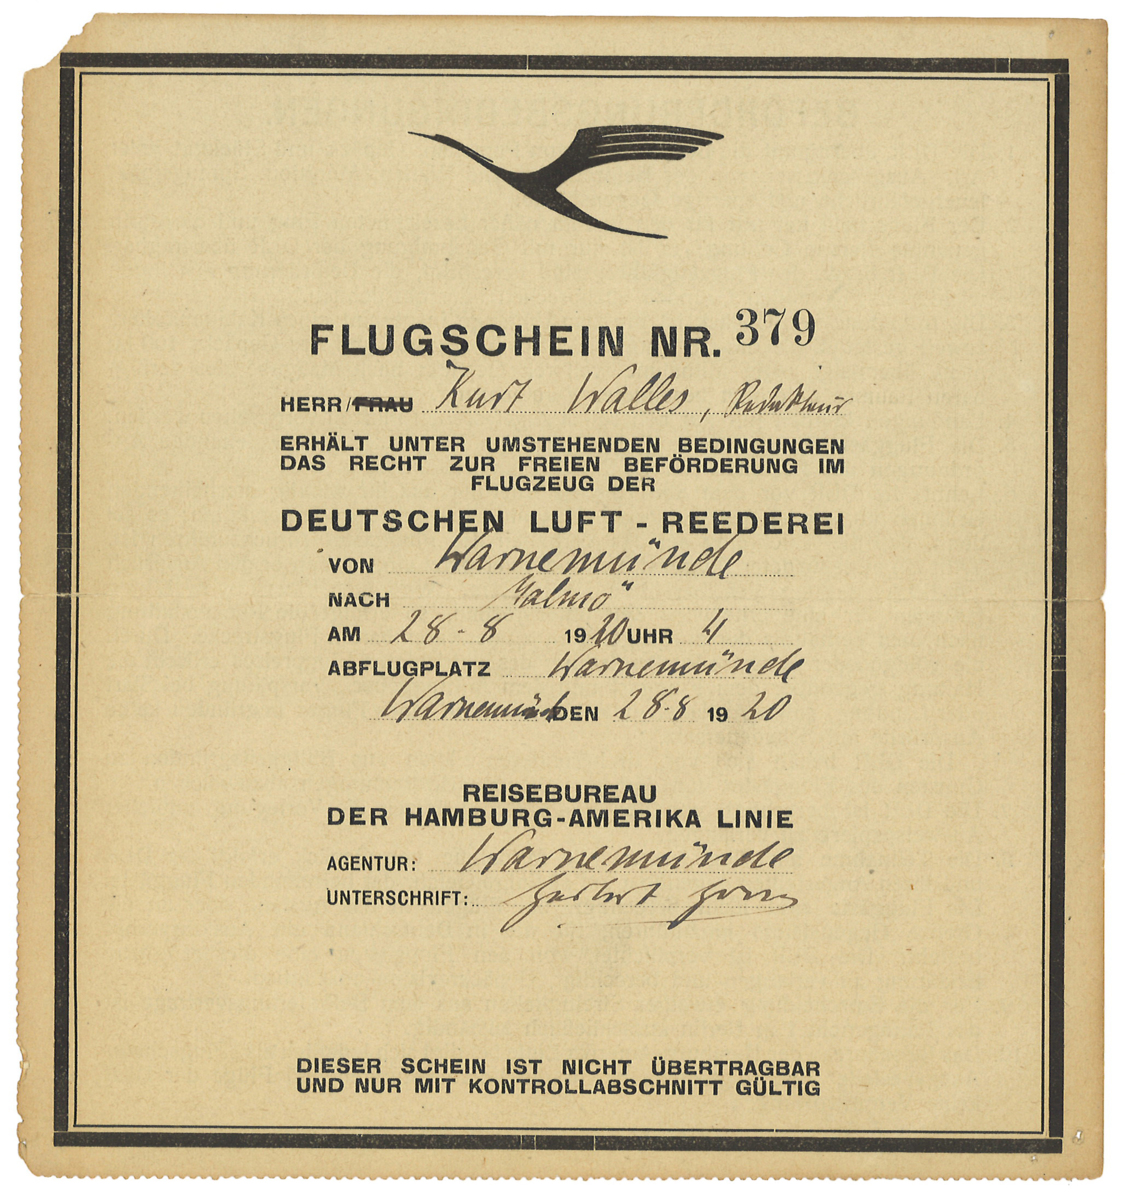 FLUGSCHEIN NR. 379
HERR/FRAU Kurt Walles, Redakteur
ERHÄLT UNTER UMSTEHENDEN BEDINGUNGEN
DAS RECHT ZUR FREIEN BEFÖRDERUNG IM
FLUGZEUG DER
DEUTSCHEN LUFT-REEDEREI
VON Warnemünde
NACH Malmö
AM 28-8 1920 UHR 4
ABFLUGPLATZ Warnemünde
Warnemünde DEN 28.8 1920
REISEBUREAU
DER HAMBURG-AMERIKA LINIE
AGENTUR: Warnemünde
UNTERSCHRIFT:
DIESER SCHEIN IST NICHT ÜBERTRAGBAR
UND NUR MIT KONTROLLABSCHNITT GÜLTIG